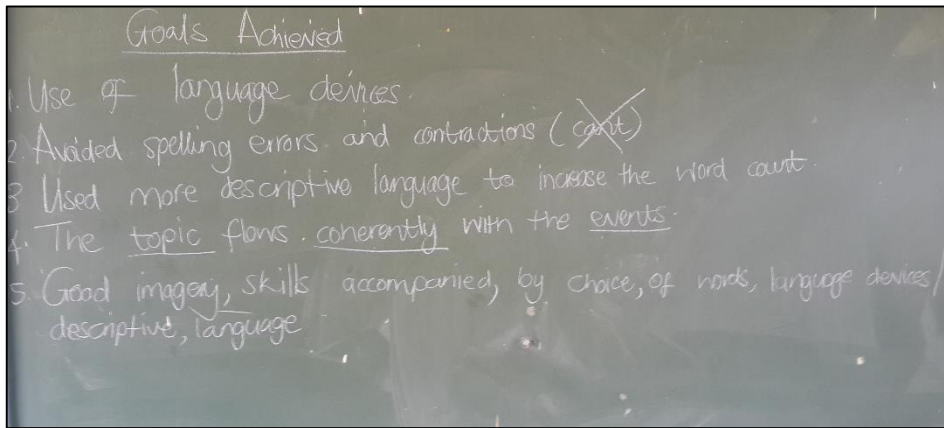 Goals Achieved
1. Use of language devices.
2. Avoided spelling errors and contractions (can't)
3 Used more descriptive language to increase the word count.
4. The topic flows coherently with the events.
5. Good imagery, skills accompanied, by choice, of words, language devices/
descriptive, language